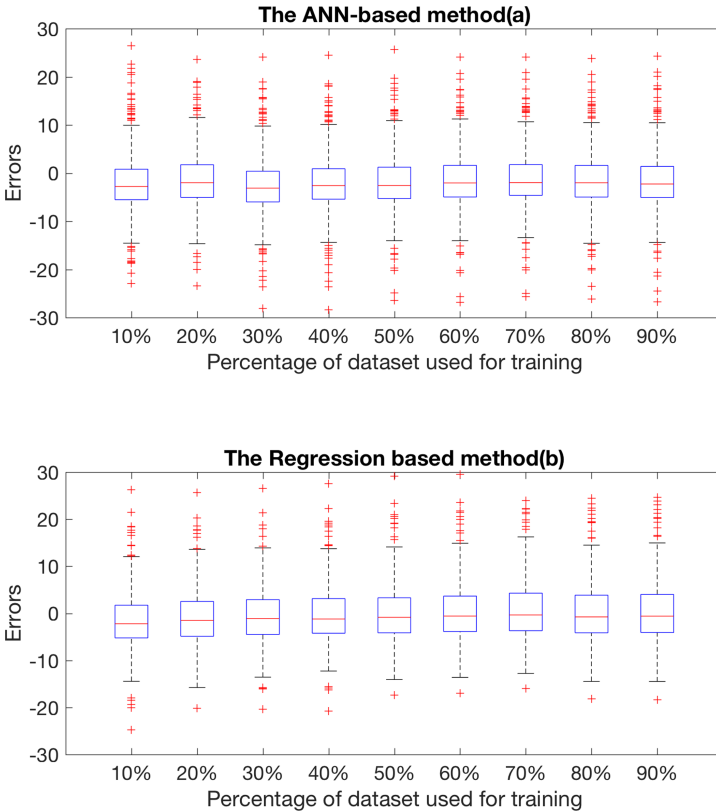 The ANN-based method(a)
30
20
10
0
-10
-20
-30
Errors
10% 20% 30% 40% 50% 60% 70% 80% 90%
Percentage of dataset used for training
The Regression based method(b)
30
20
10
0
-10
-20
-30
Errors
10% 20% 30% 40% 50% 60% 70% 80% 90%
Percentage of dataset used for training